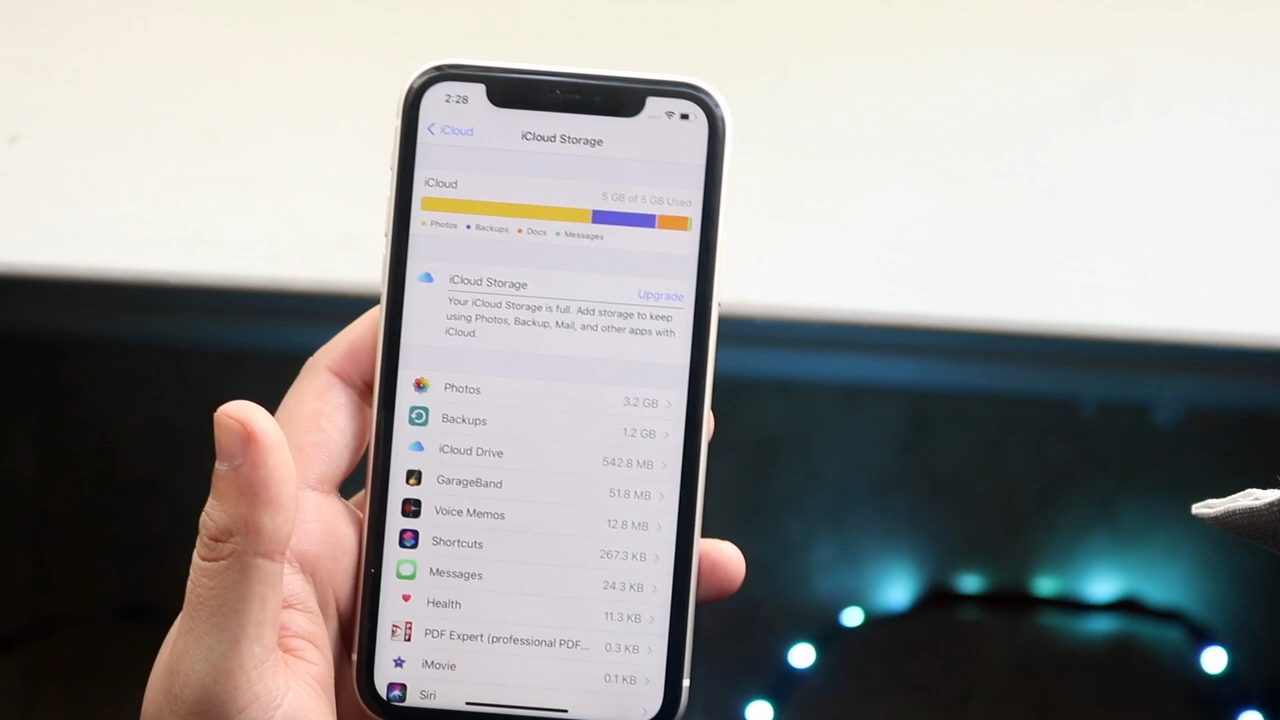 2:28
iCloud
iCloud Storage
iCloud
5 GB of 5 GB Used
Photos Backups Docs Messages
iCloud Storage
Upgrade
Your iCloud Storage is full. Add storage to keep
using Photos, Backup, Mail, and other apps with
iCloud.
Photos 3.2 GB
Backups 1.2 GB
iCloud Drive 542.8 MB
GarageBand 51.8 MB
Voice Memos 12.8 MB
Shortcuts 267.3 KB
Messages 24.3 KB
Health 11.3 KB
PDF Expert (professional PDF... 0.3 KB
iMovie 0.1 KB
Siri